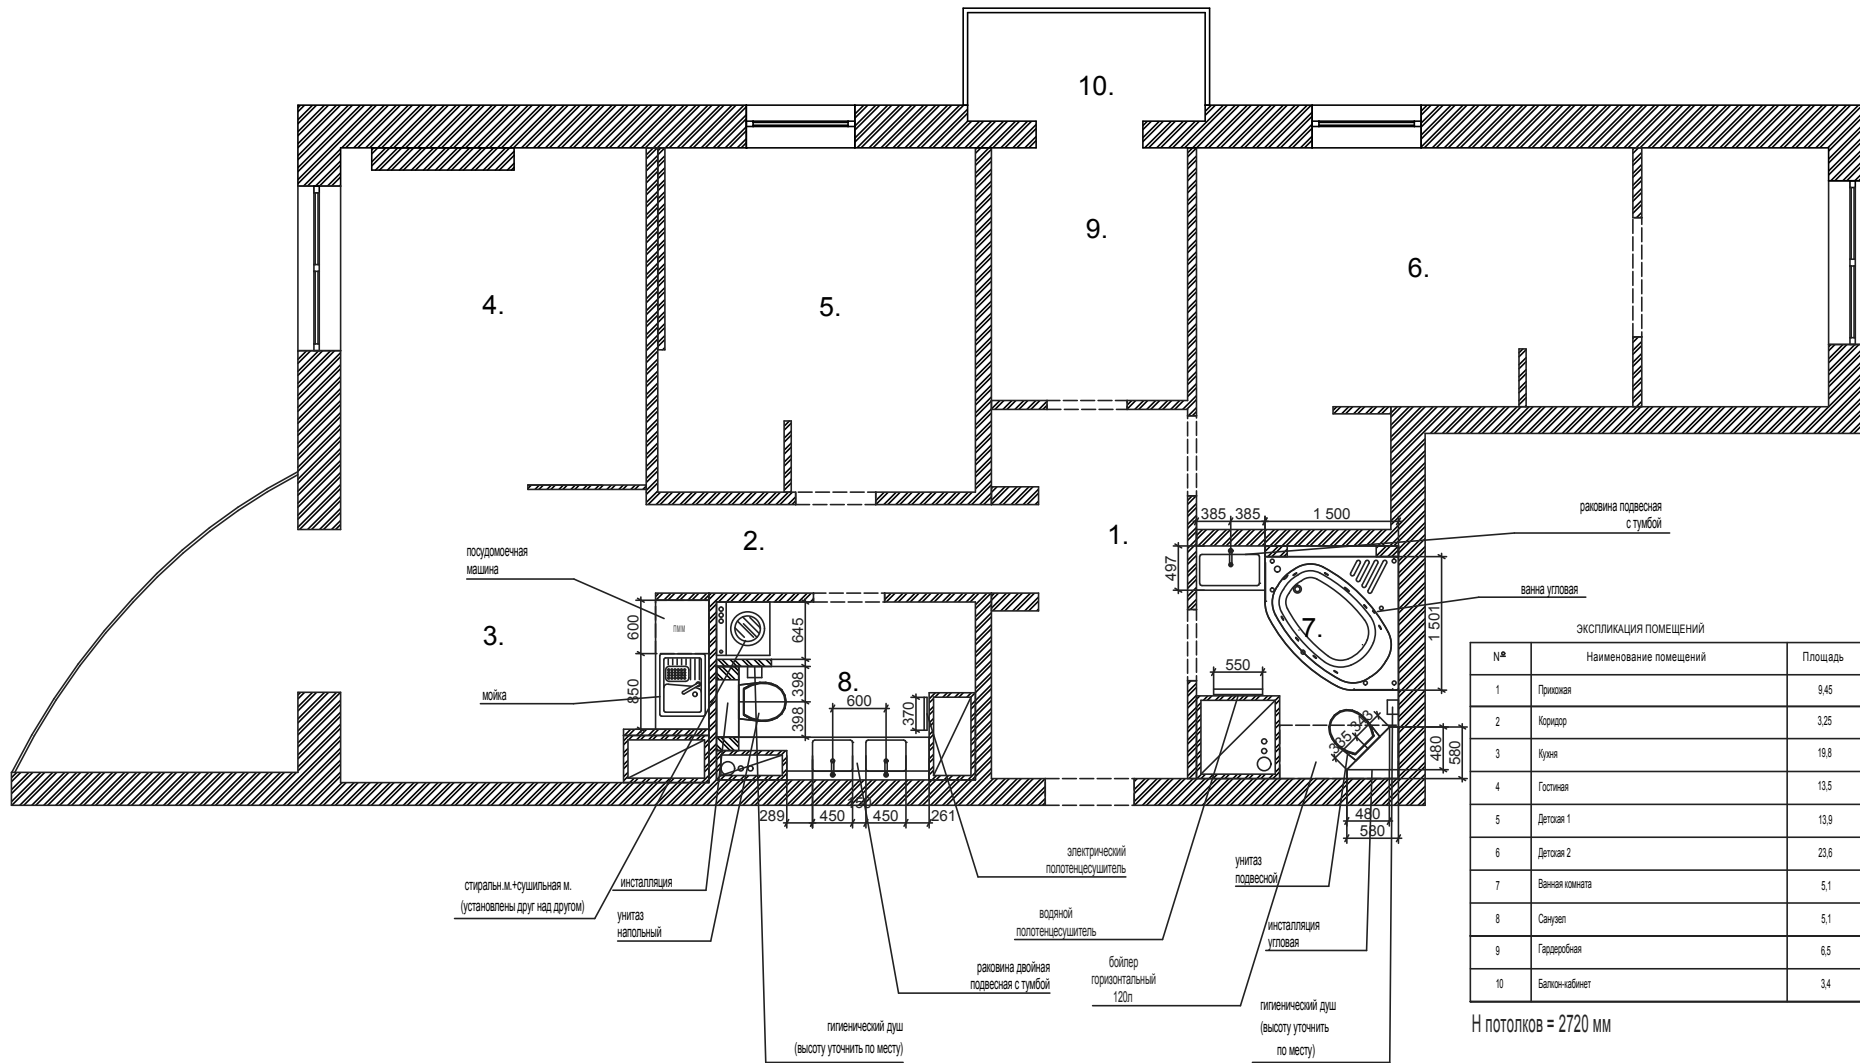 10.
9.
6.
4.
5.
385
385
1 500
раковина подвесная
с тумбой
1.
2.
посудомоечная
машина
497
ванна угловая
600
3.
пмм
645
1 501
7.
ЭКСПЛИКАЦИЯ ПОМЕЩЕНИЙ
№ Наименование помещений Площадь
1 Прихожая 9,45
2 Коридор 3,25
3 Кухня 19,8
4 Гостиная 13,5
5 Детская 1 13,9
6 Детская 2 23,6
7 Ванная комната 5,1
8 Санузел 5,1
9 Гардеробная 6,5
10 Балкон-кабинет 3,4
Н потолков = 2720 мм
550
мойка
850
398
398
8.
600
370
335
343
480
580
289
450
450
261
480
580
электрический
полотенцесушитель
унитаз
подвесной
стиральн.м.+сушильная м.
(установлены друг над другом)
инсталляция
унитаз
напольный
водяной
полотенцесушитель
инсталляция
угловая
раковина двойная
подвесная с тумбой
бойлер
горизонтальный
120л
гигиенический душ
(высоту уточнить по месту)
гигиенический душ
(высоту уточнить
по месту)